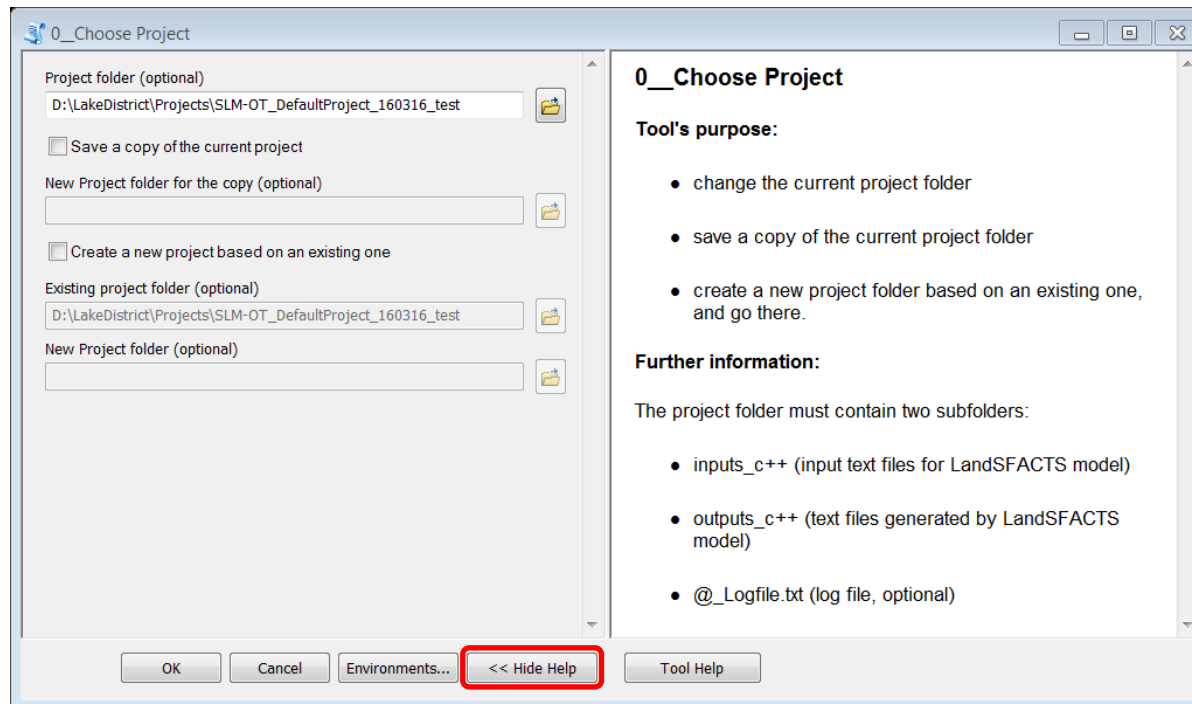 0__Choose Project
Project folder (optional)
D:\LakeDistrict\Projects\SLM-OT_DefaultProject_160316_test
Save a copy of the current project
New Project folder for the copy (optional)
Create a new project based on an existing one
Existing project folder (optional)
D:\LakeDistrict\Projects\SLM-OT_DefaultProject_160316_test
New Project folder (optional)
0__Choose Project
Tool's purpose:
● change the current project folder
● save a copy of the current project folder
● create a new project folder based on an existing one,
and go there.
Further information:
The project folder must contain two subfolders:
● inputs_c++ (input text files for LandSFACTS model)
● outputs_c++ (text files generated by LandSFACTS
model)
● @_Logfile.txt (log file, optional)
OK
Cancel
Environments...
<< Hide Help
Tool Help